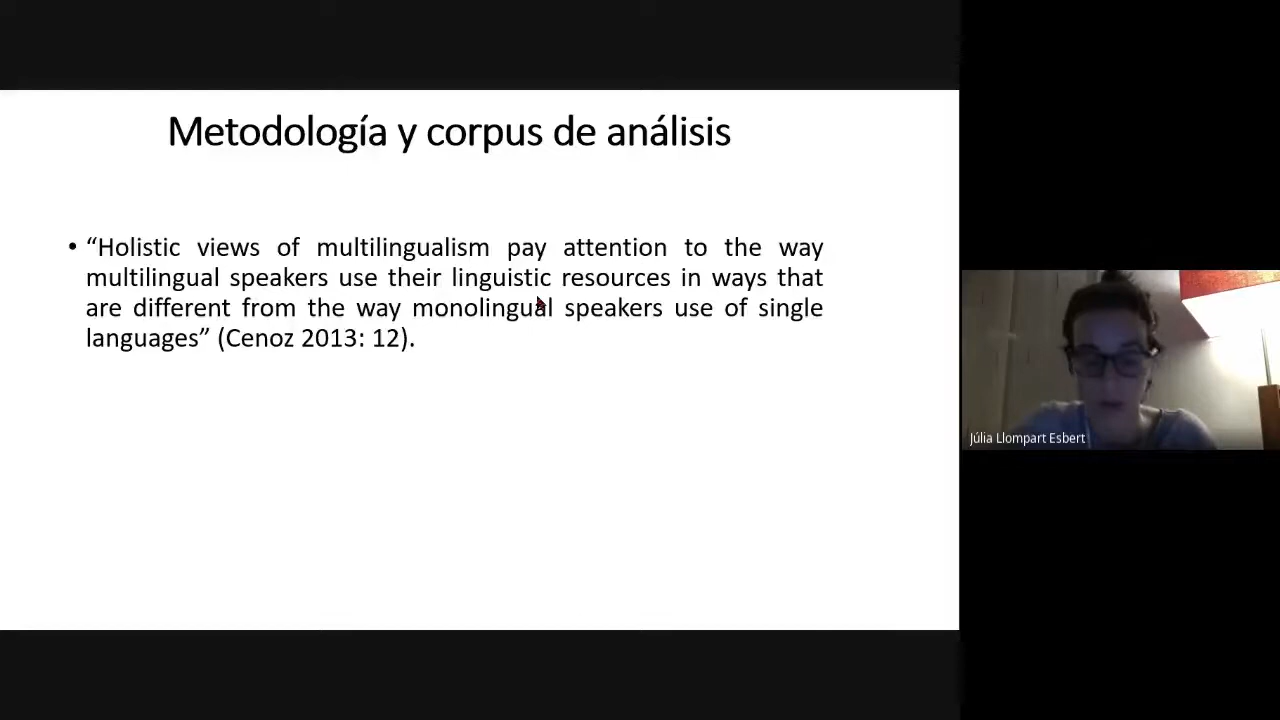 Metodología y corpus de análisis
• “Holistic views of multilingualism pay attention to the way
multilingual speakers use their linguistic resources in ways that
are different from the way monolingual speakers use of single
languages” (Cenoz 2013: 12).
Júlia Llompart Esbert